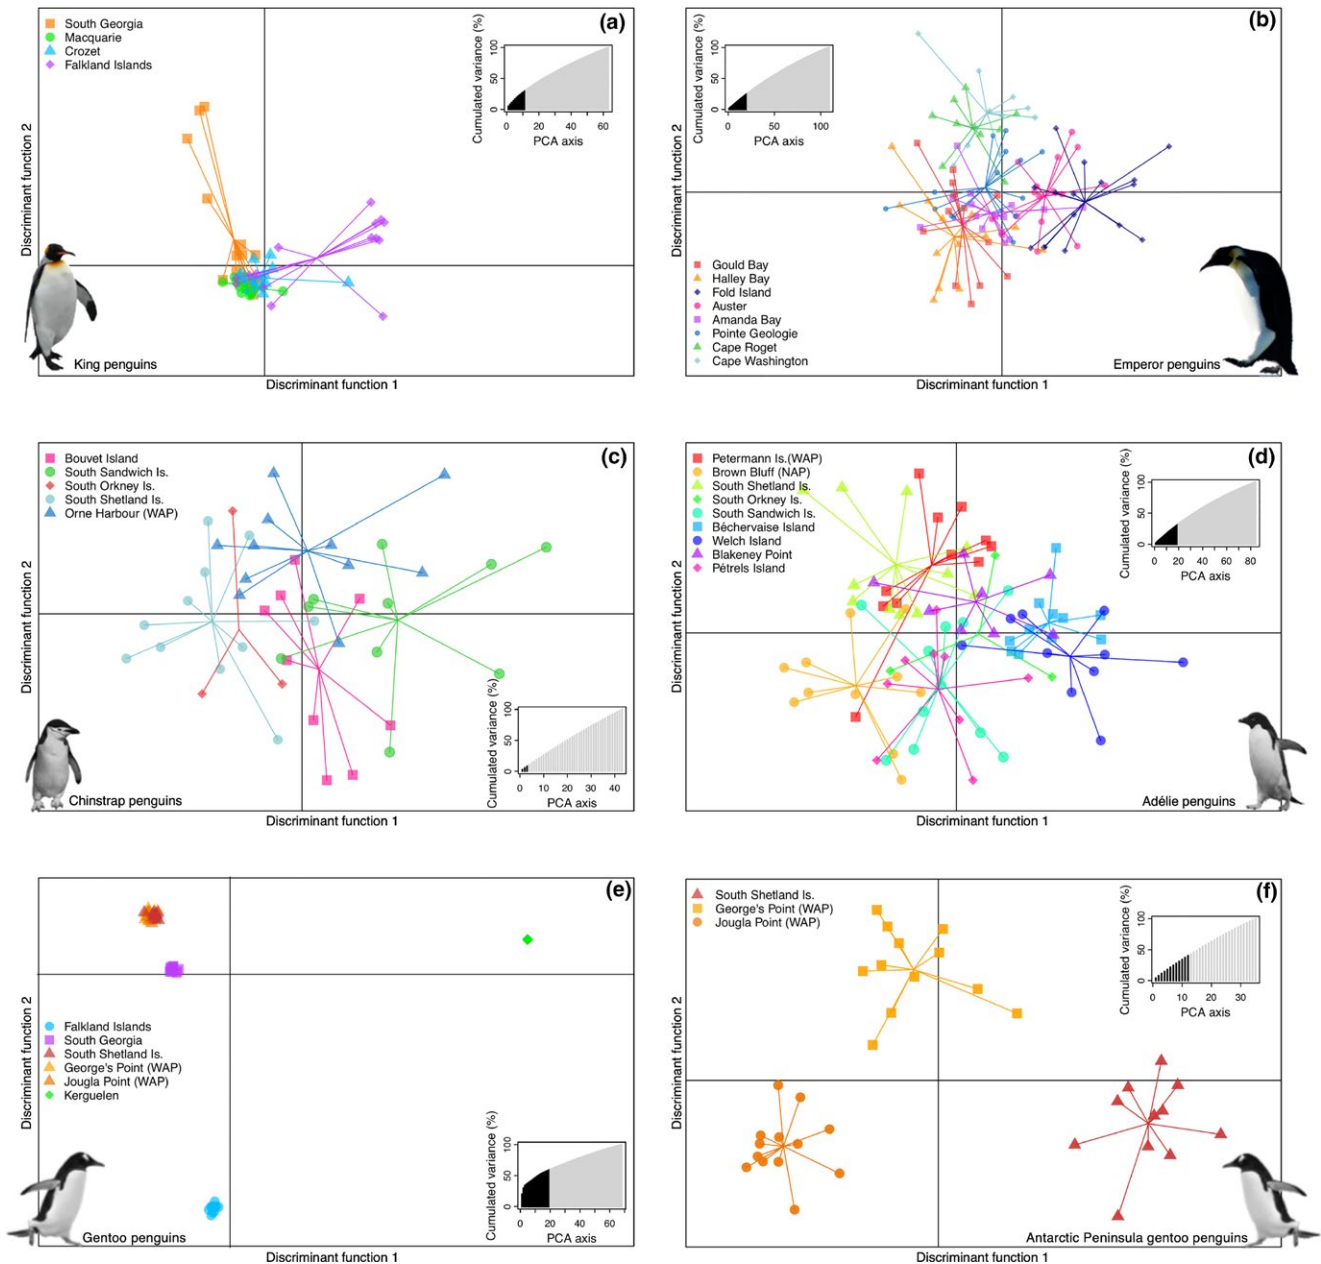 (a)
South Georgia
Macquarie
Crozet
Falkland Islands
Cumulated variance (%)
0 50 100
0 20 40 60
PCA axis
Discriminant function 2
King penguins
Discriminant function 1
(b)
Cumulated variance (%)
0 50 100
0 50 100
PCA axis
Discriminant function 2
Gould Bay
Halley Bay
Fold Island
Auster
Amanda Bay
Pointe Geologie
Cape Roget
Cape Washington
Emperor penguins
Discriminant function 1
(c)
Bouvet Island
South Sandwich Is.
South Orkney Is.
South Shetland Is.
Orne Harbour (WAP)
Discriminant function 2
Cumulated variance (%)
0 50 100
0 10 20 30 40
PCA axis
Chinstrap penguins
Discriminant function 1
(d)
Petermann Is.(WAP)
Brown Bluff (NAP)
South Shetland Is.
South Orkney Is.
South Sandwich Is.
Béchervaise Island
Welch Island
Blakeney Point
Pétrels Island
Cumulated variance (%)
0 50 100
0 20 40 60 80
PCA axis
Discriminant function 2
Adélie penguins
Discriminant function 1
(e)
Discriminant function 2
Falkland Islands
South Georgia
South Shetland Is.
George's Point (WAP)
Jougla Point (WAP)
Kerguelen
Cumulated variance (%)
0 50 100
0 20 40 60
PCA axis
Gentoo penguins
Discriminant function 1
(f)
South Shetland Is.
George's Point (WAP)
Jougla Point (WAP)
Cumulated variance (%)
0 50 100
0 10 20 30
PCA axis
Discriminant function 2
Antarctic Peninsula gentoo penguins
Discriminant function 1